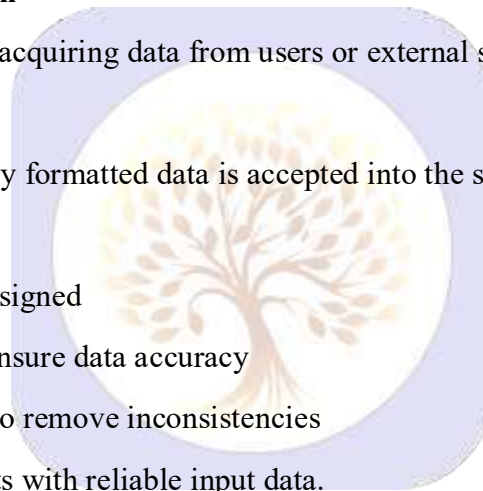 acquiring data from users or external s
y formatted data is accepted into the s
signed
nsure data accuracy
o remove inconsistencies
ts with reliable input data.